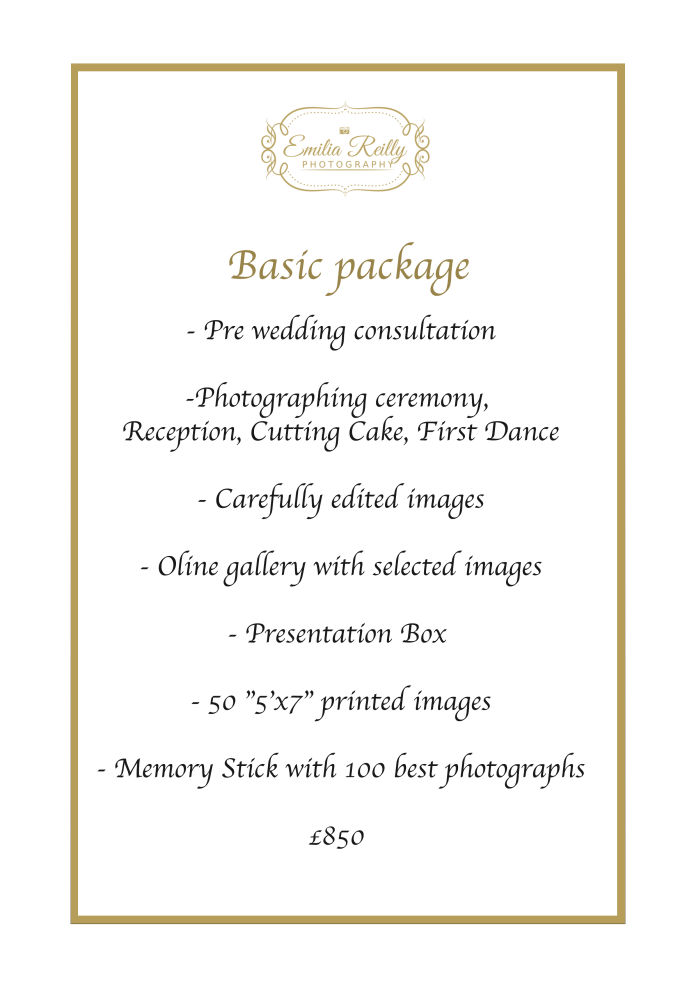 Emilia Reilly
PHOTOGRAPHY
Basic package
- Pre wedding consultation
-Photographing ceremony,
Reception, Cutting Cake, First Dance
- Carefully edited images
- Oline gallery with selected images
- Presentation Box
- 50 "5'x7" printed images
- Memory Stick with 100 best photographs
£850